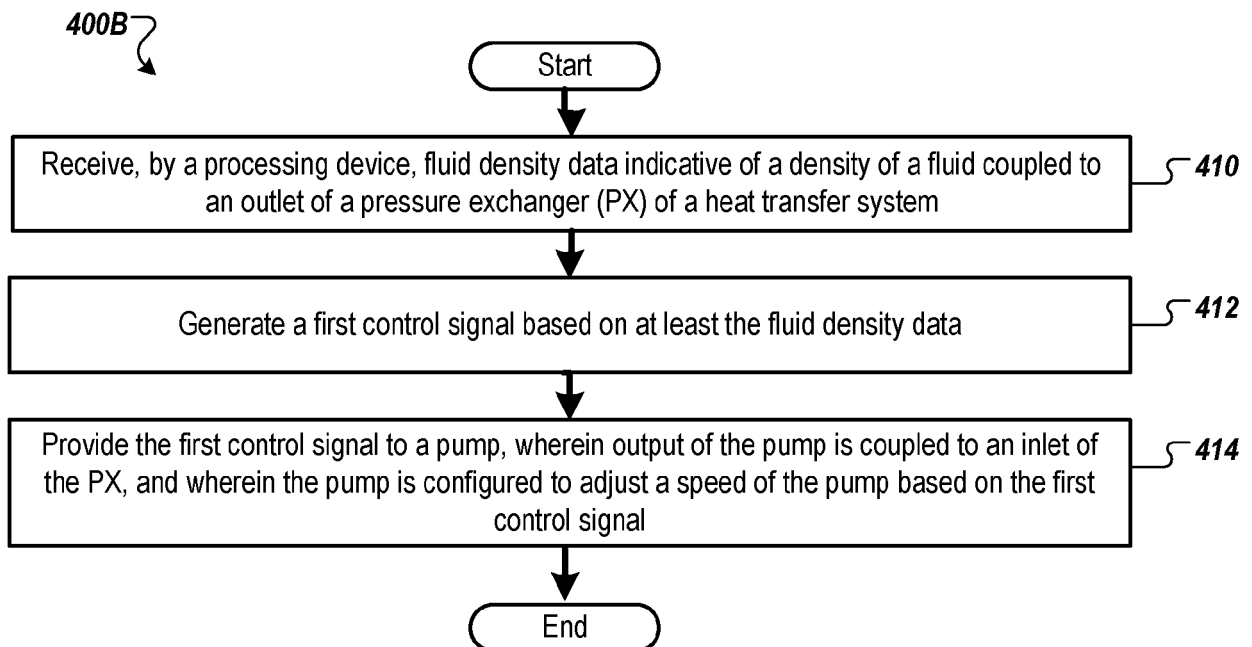 400B
Start
Receive, by a processing device, fluid density data indicative of a density of a fluid coupled to
an outlet of a pressure exchanger (PX) of a heat transfer system
410
Generate a first control signal based on at least the fluid density data
412
Provide the first control signal to a pump, wherein output of the pump is coupled to an inlet of
the PX, and wherein the pump is configured to adjust a speed of the pump based on the first
control signal
414
End